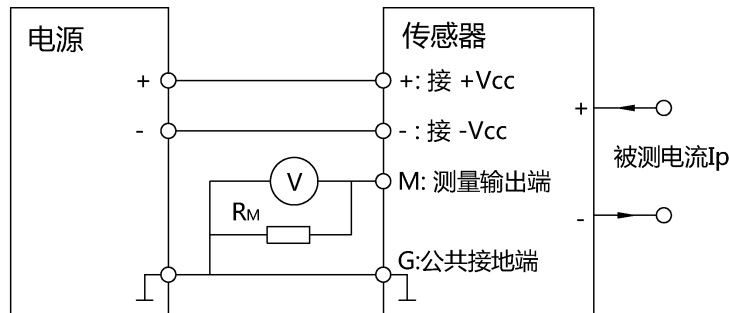 电源
传感器
+
+: 接 +Vcc
+
-
-: 接 -Vcc
被测电流Ip
V
M: 测量输出端
RM
-
G:公共接地端